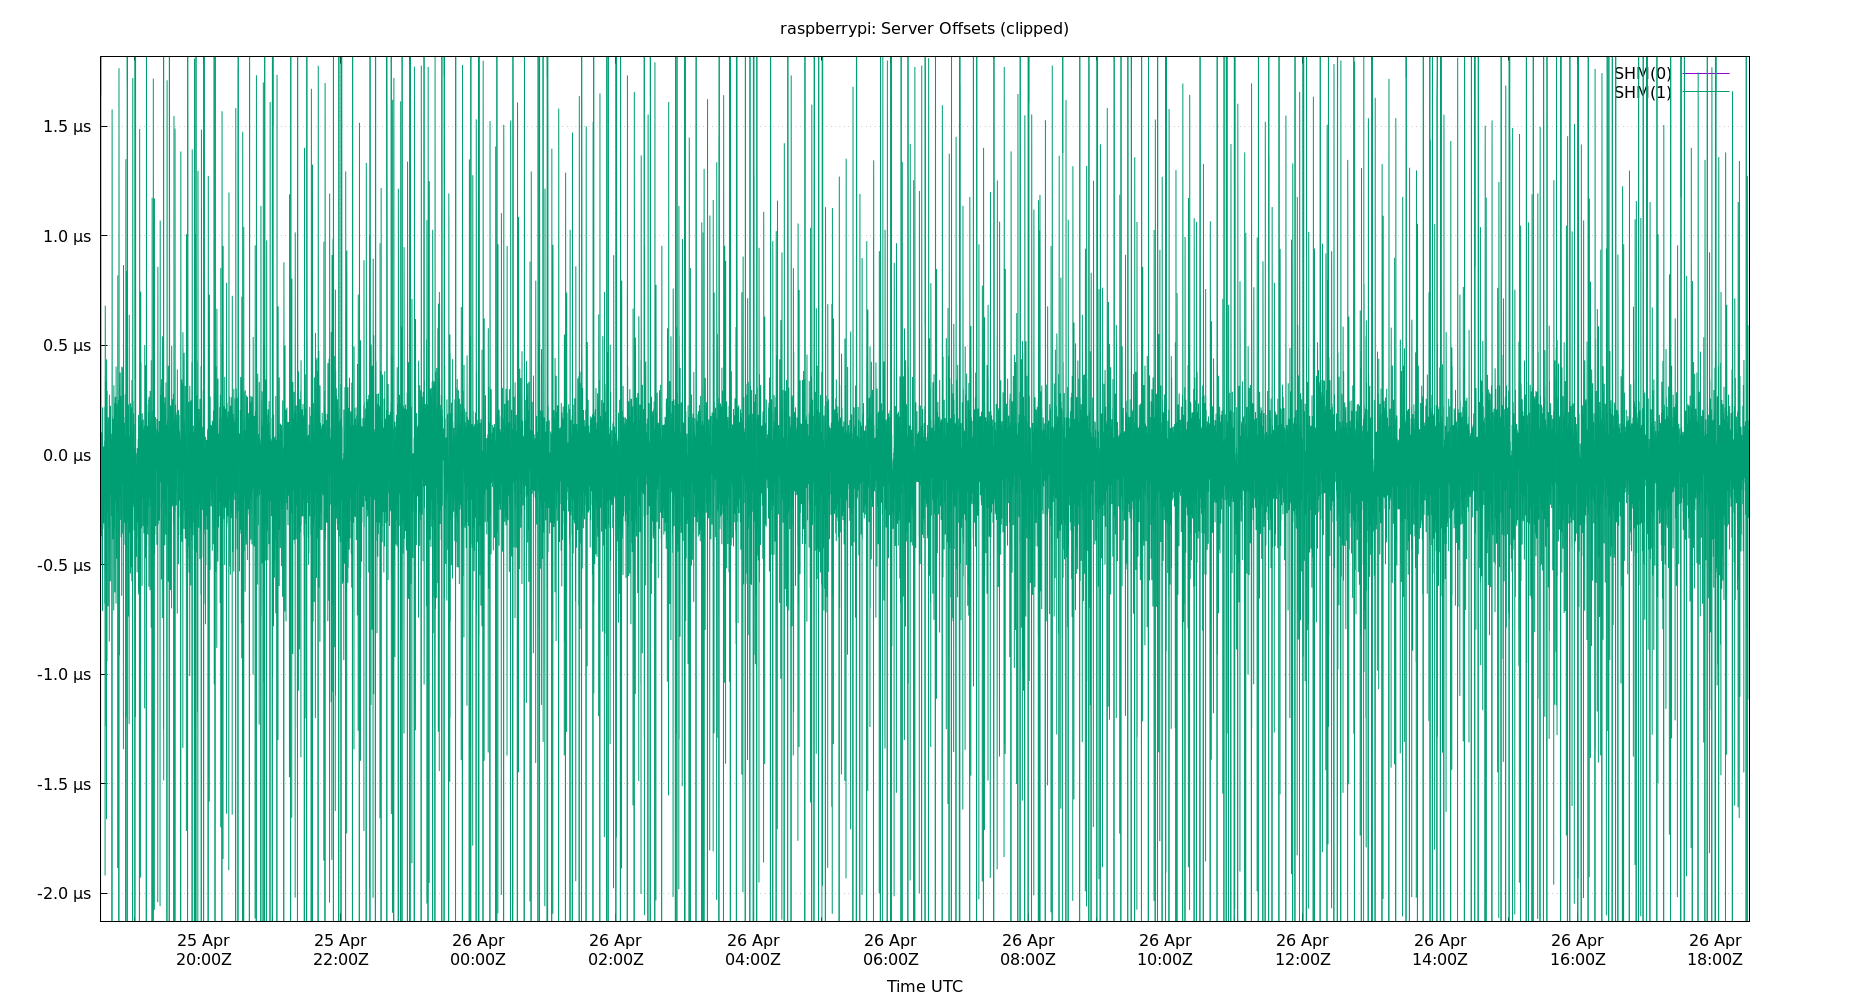 raspberrypi: Server Offsets (clipped)
SHM(0)
SHM(1)
1.5 µs
1.0 µs
0.5 µs
0.0 µs
-0.5 µs
-1.0 µs
-1.5 µs
-2.0 µs
25 Apr 25 Apr 26 Apr 26 Apr 26 Apr 26 Apr 26 Apr 26 Apr 26 Apr 26 Apr 26 Apr 26 Apr
20:00Z 22:00Z 00:00Z 02:00Z 04:00Z 06:00Z 08:00Z 10:00Z 12:00Z 14:00Z 16:00Z 18:00Z
Time UTC